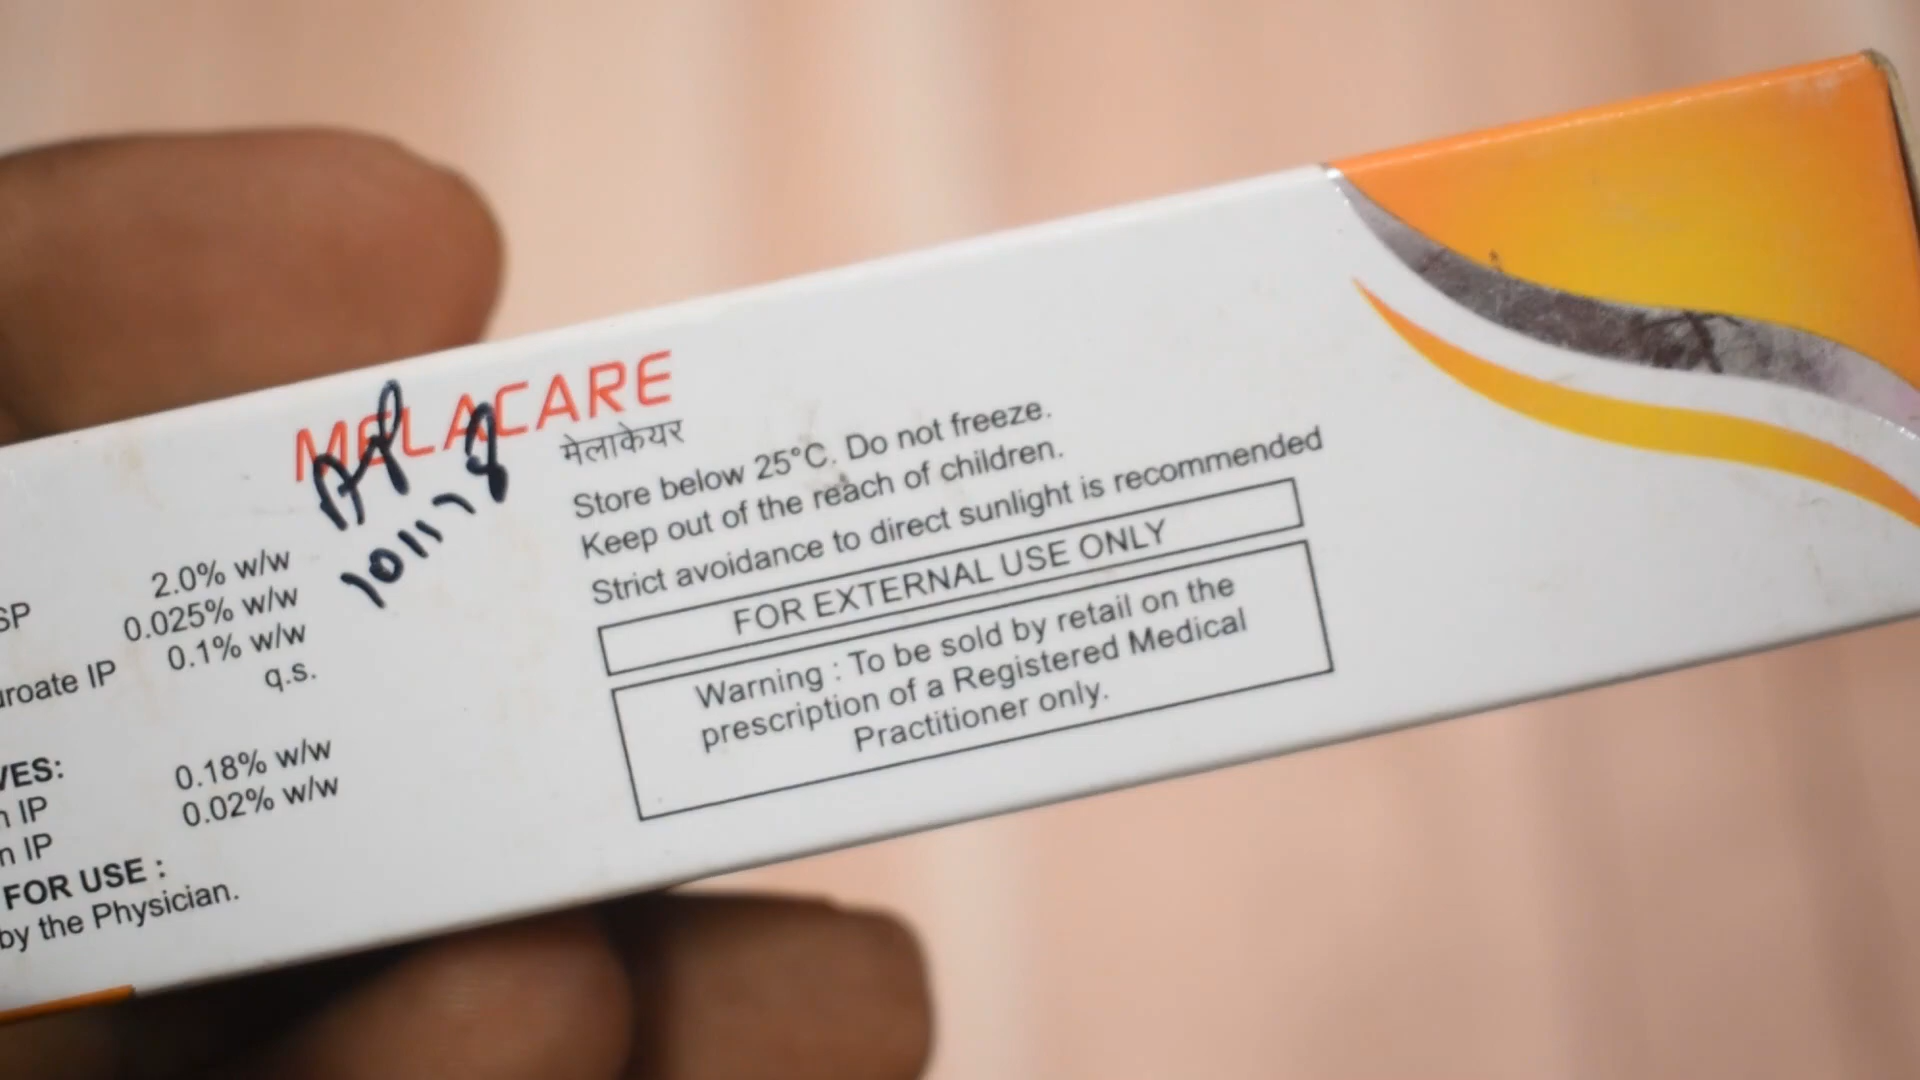 MELACARE
मेलाकेयर
SP 2.0% w/w
0.025% w/w
uroate IP 0.1% w/w
q.s.
VES:
n IP 0.18% w/w
n IP 0.02% w/w
FOR USE :
by the Physician.
Store below 25°C. Do not freeze.
Keep out of the reach of children.
Strict avoidance to direct sunlight is recommended
FOR EXTERNAL USE ONLY
Warning : To be sold by retail on the
prescription of a Registered Medical
Practitioner only.